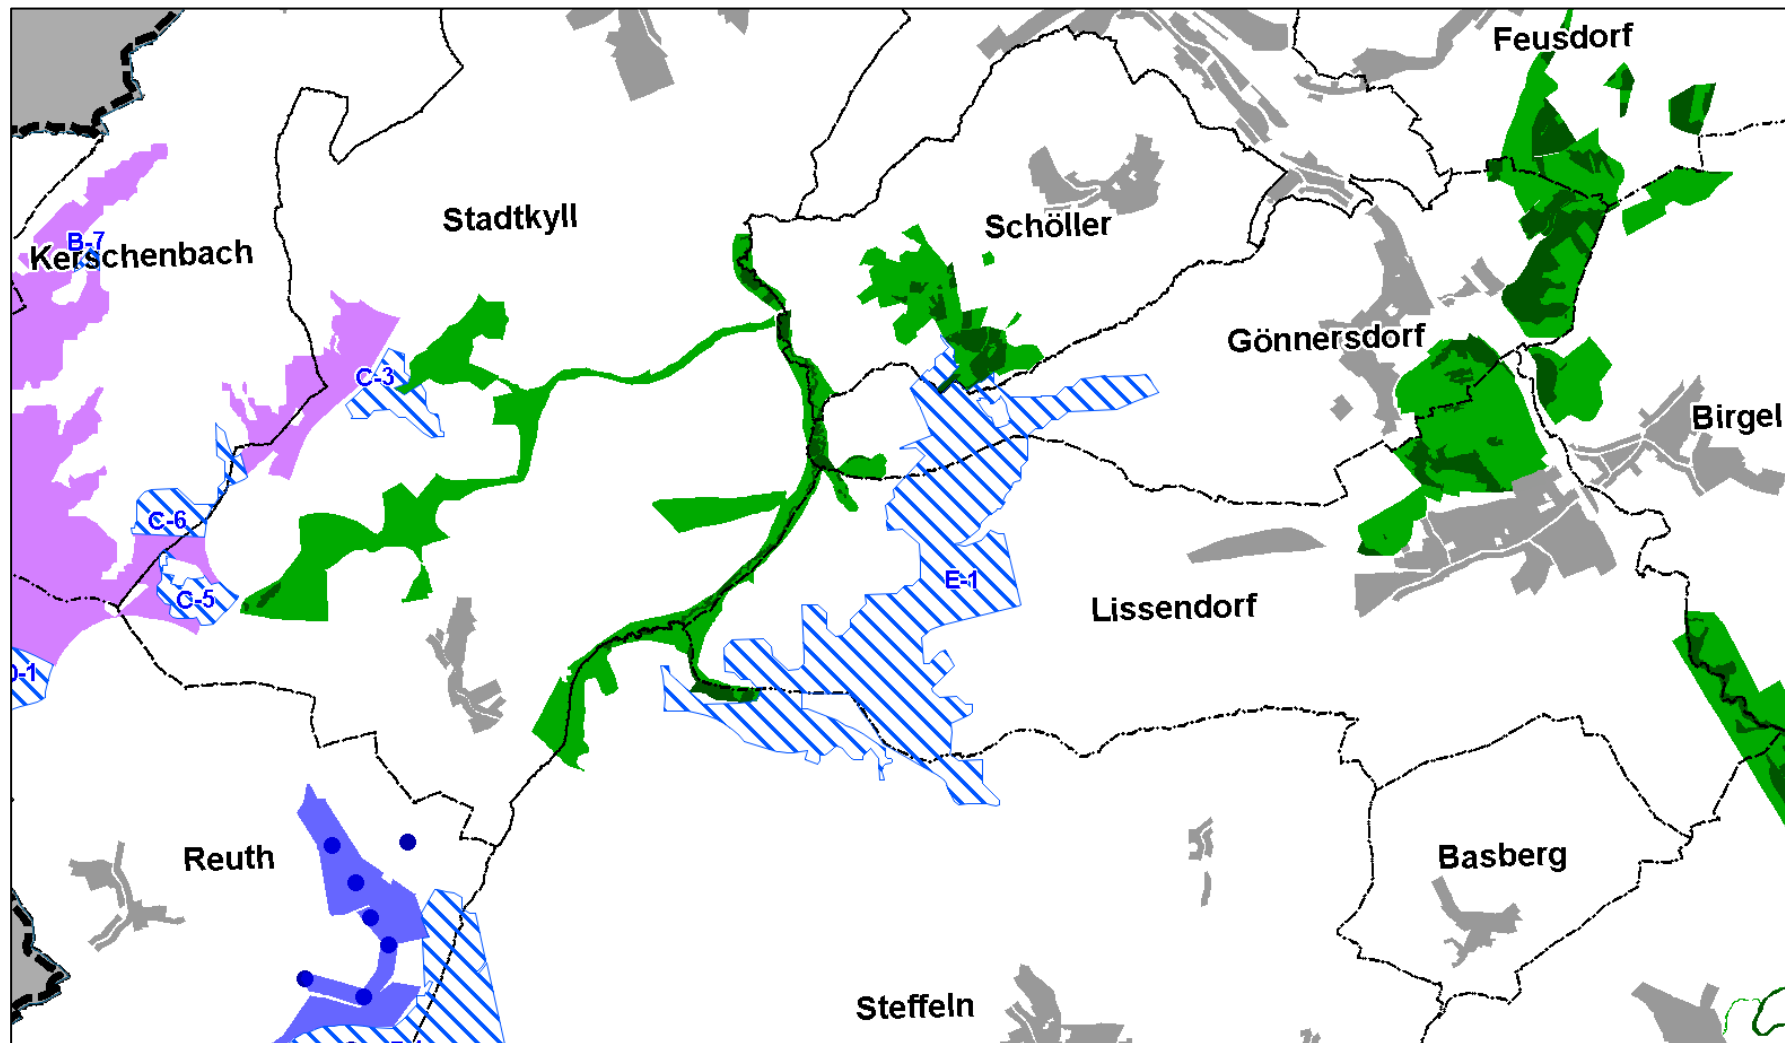 Feusdorf
Stadtkyll
Schöller
B-7
Kerschenbach
Gönnersdorf
C-3
Birgel
C-6
E-1
C-5
Lissendorf
Reuth
Basberg
Steffeln